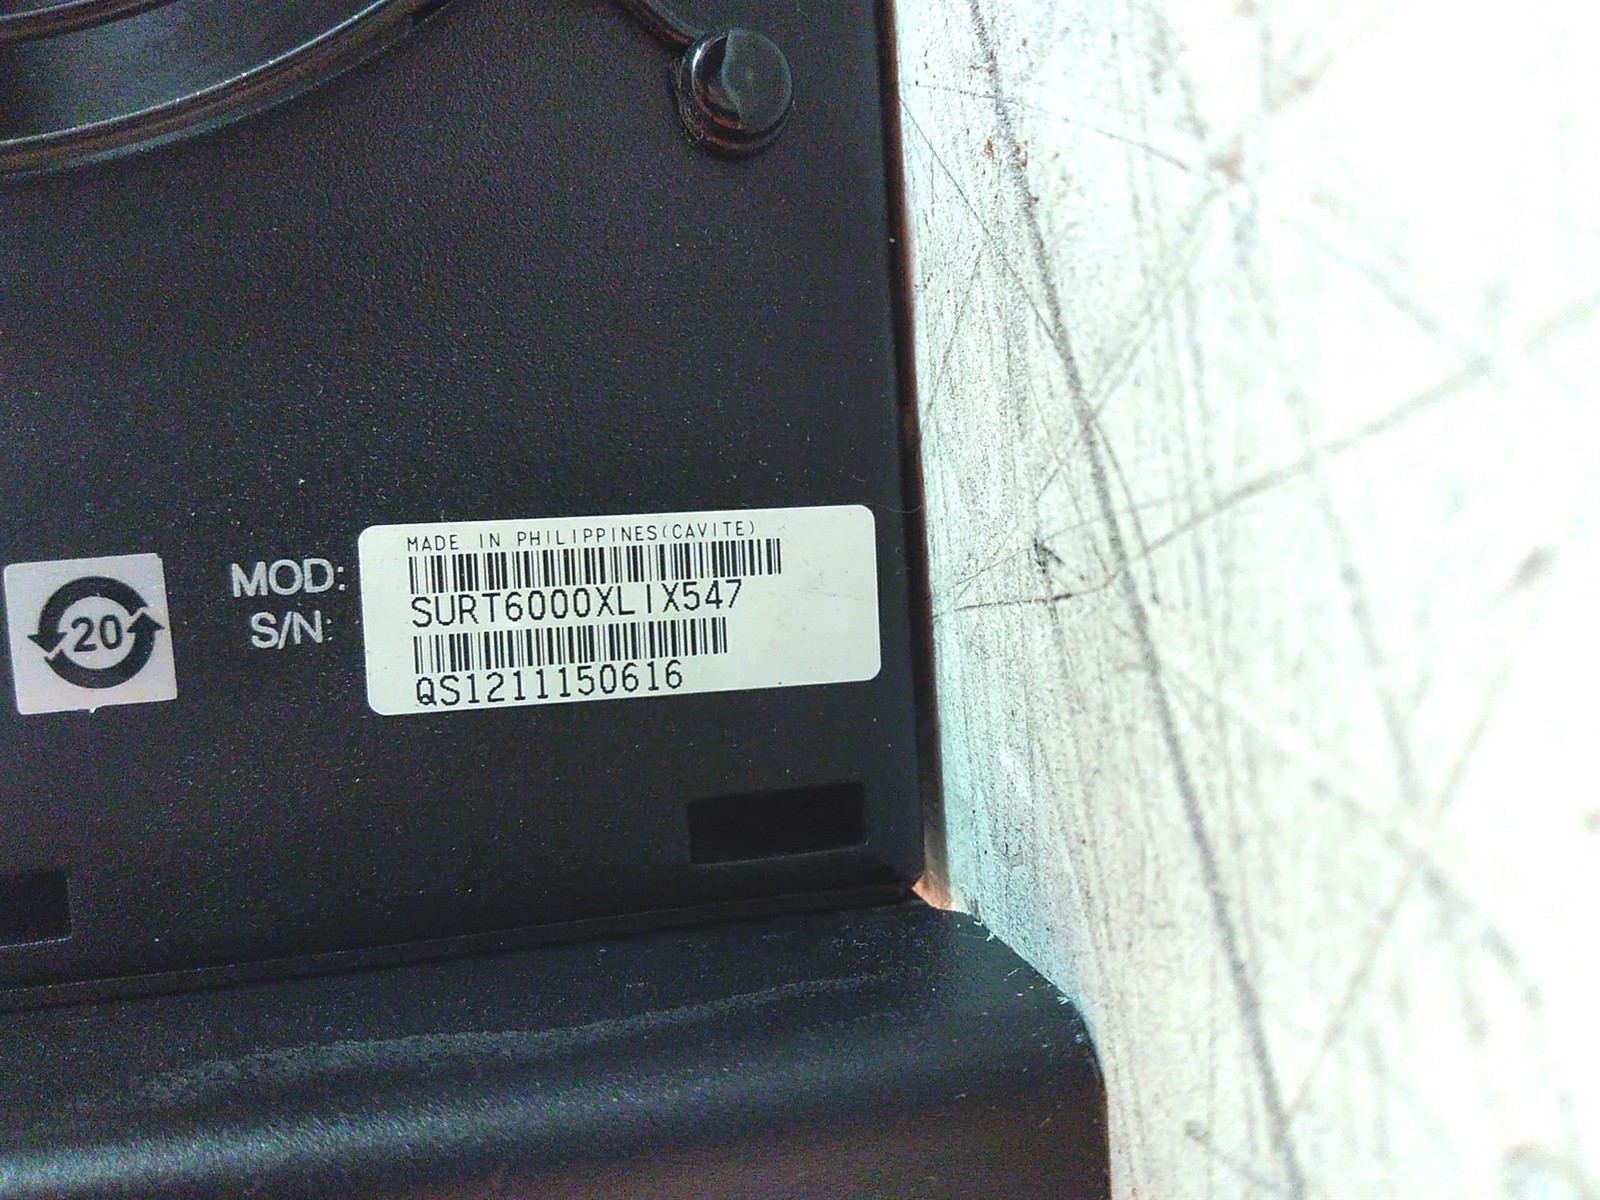 MADE IN PHILIPPINES(CAVITE)
MOD:
SURT6000XLIX547
S/N:
QS1211150616
20